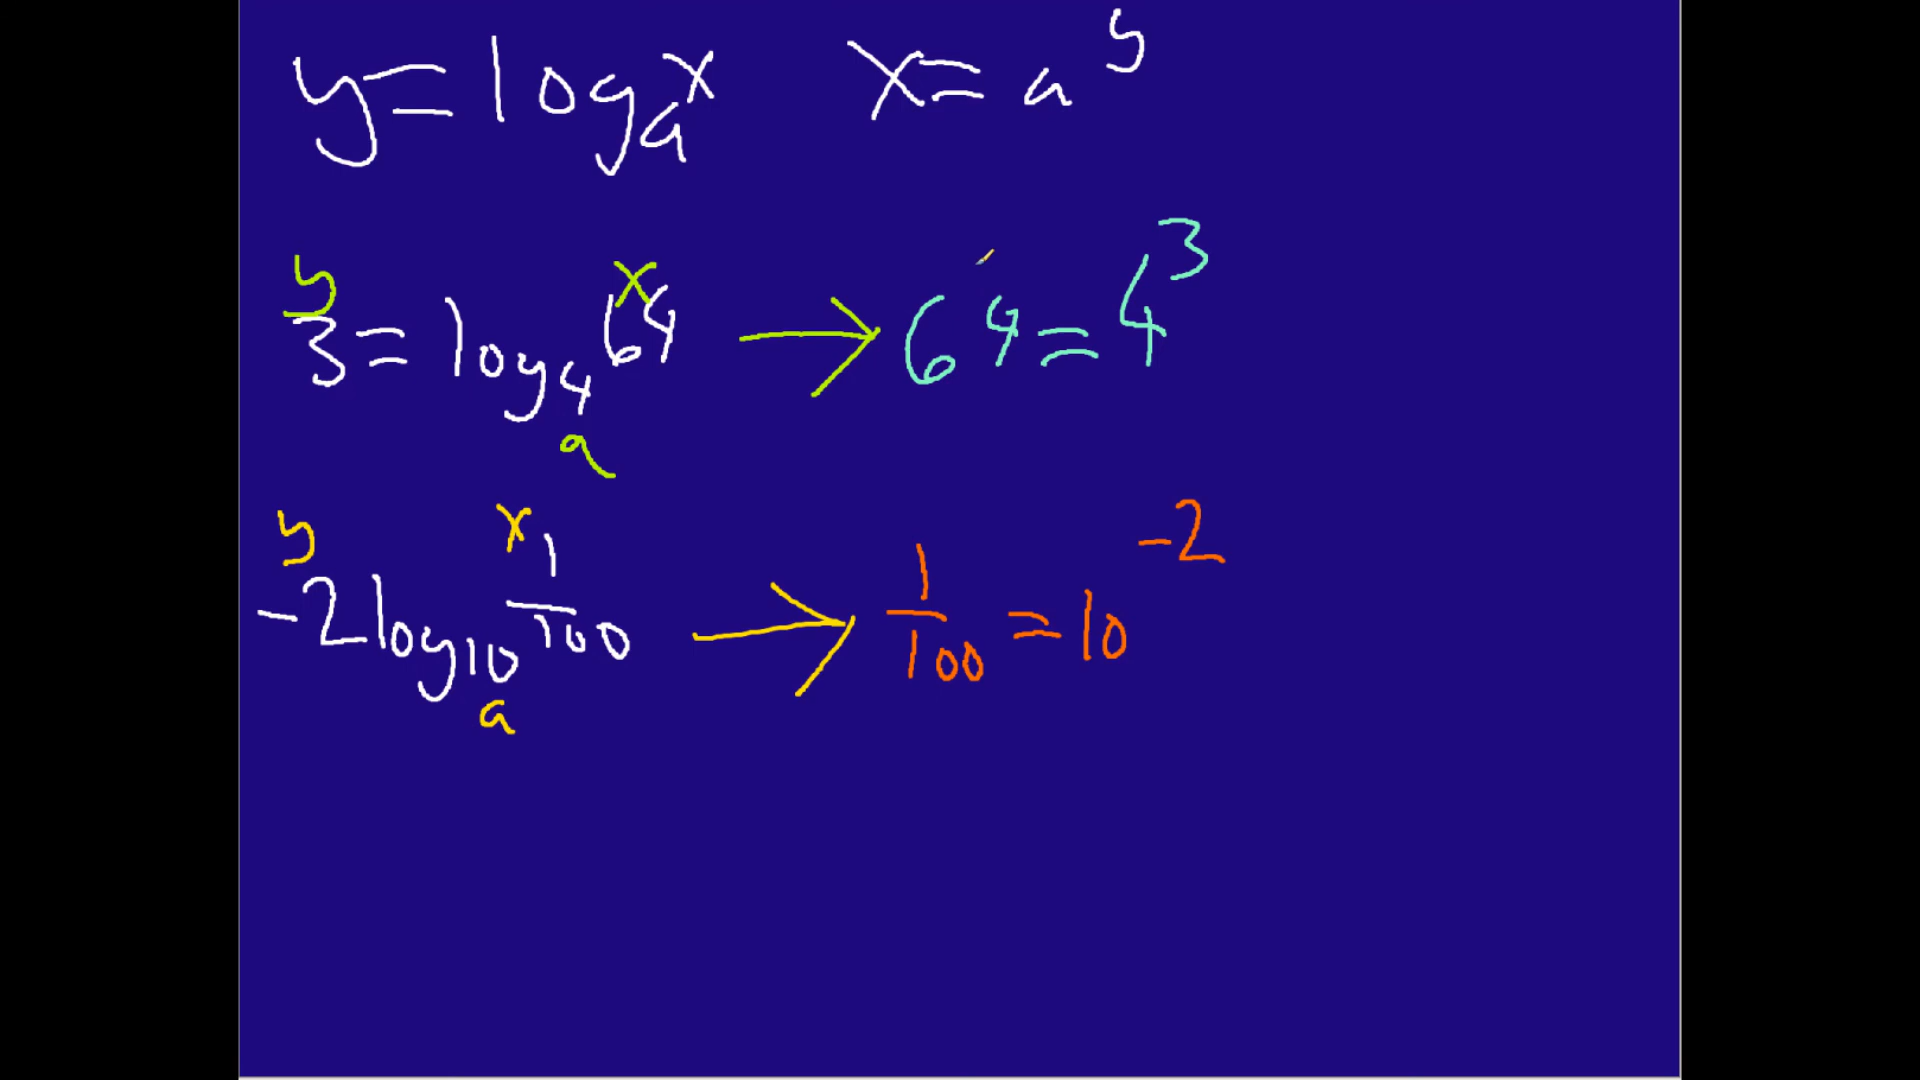 y = log_a x    x = a^y
y x
3 = log_4 64 → 64 = 4^3
a
y x
-2 log_10 1/100 → 1/100 = 10^-2
a